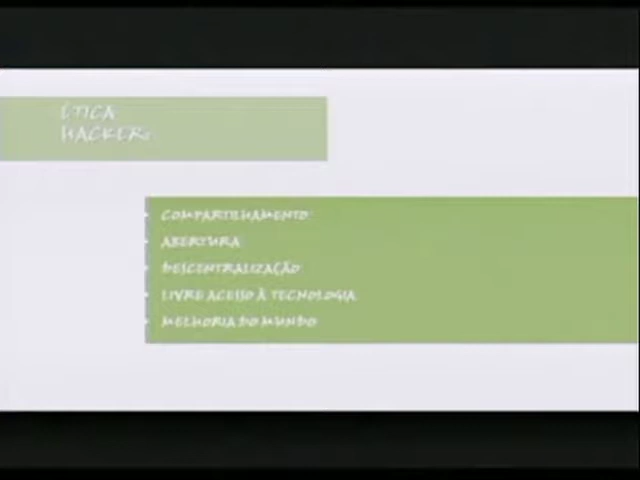 ÉTICA
HACKER:
COMPARTILHAMENTO
ABERTURA
DESCENTRALIZAÇÃO
LIVRE ACESSO À TECNOLOGIA
MELHORIA DO MUNDO